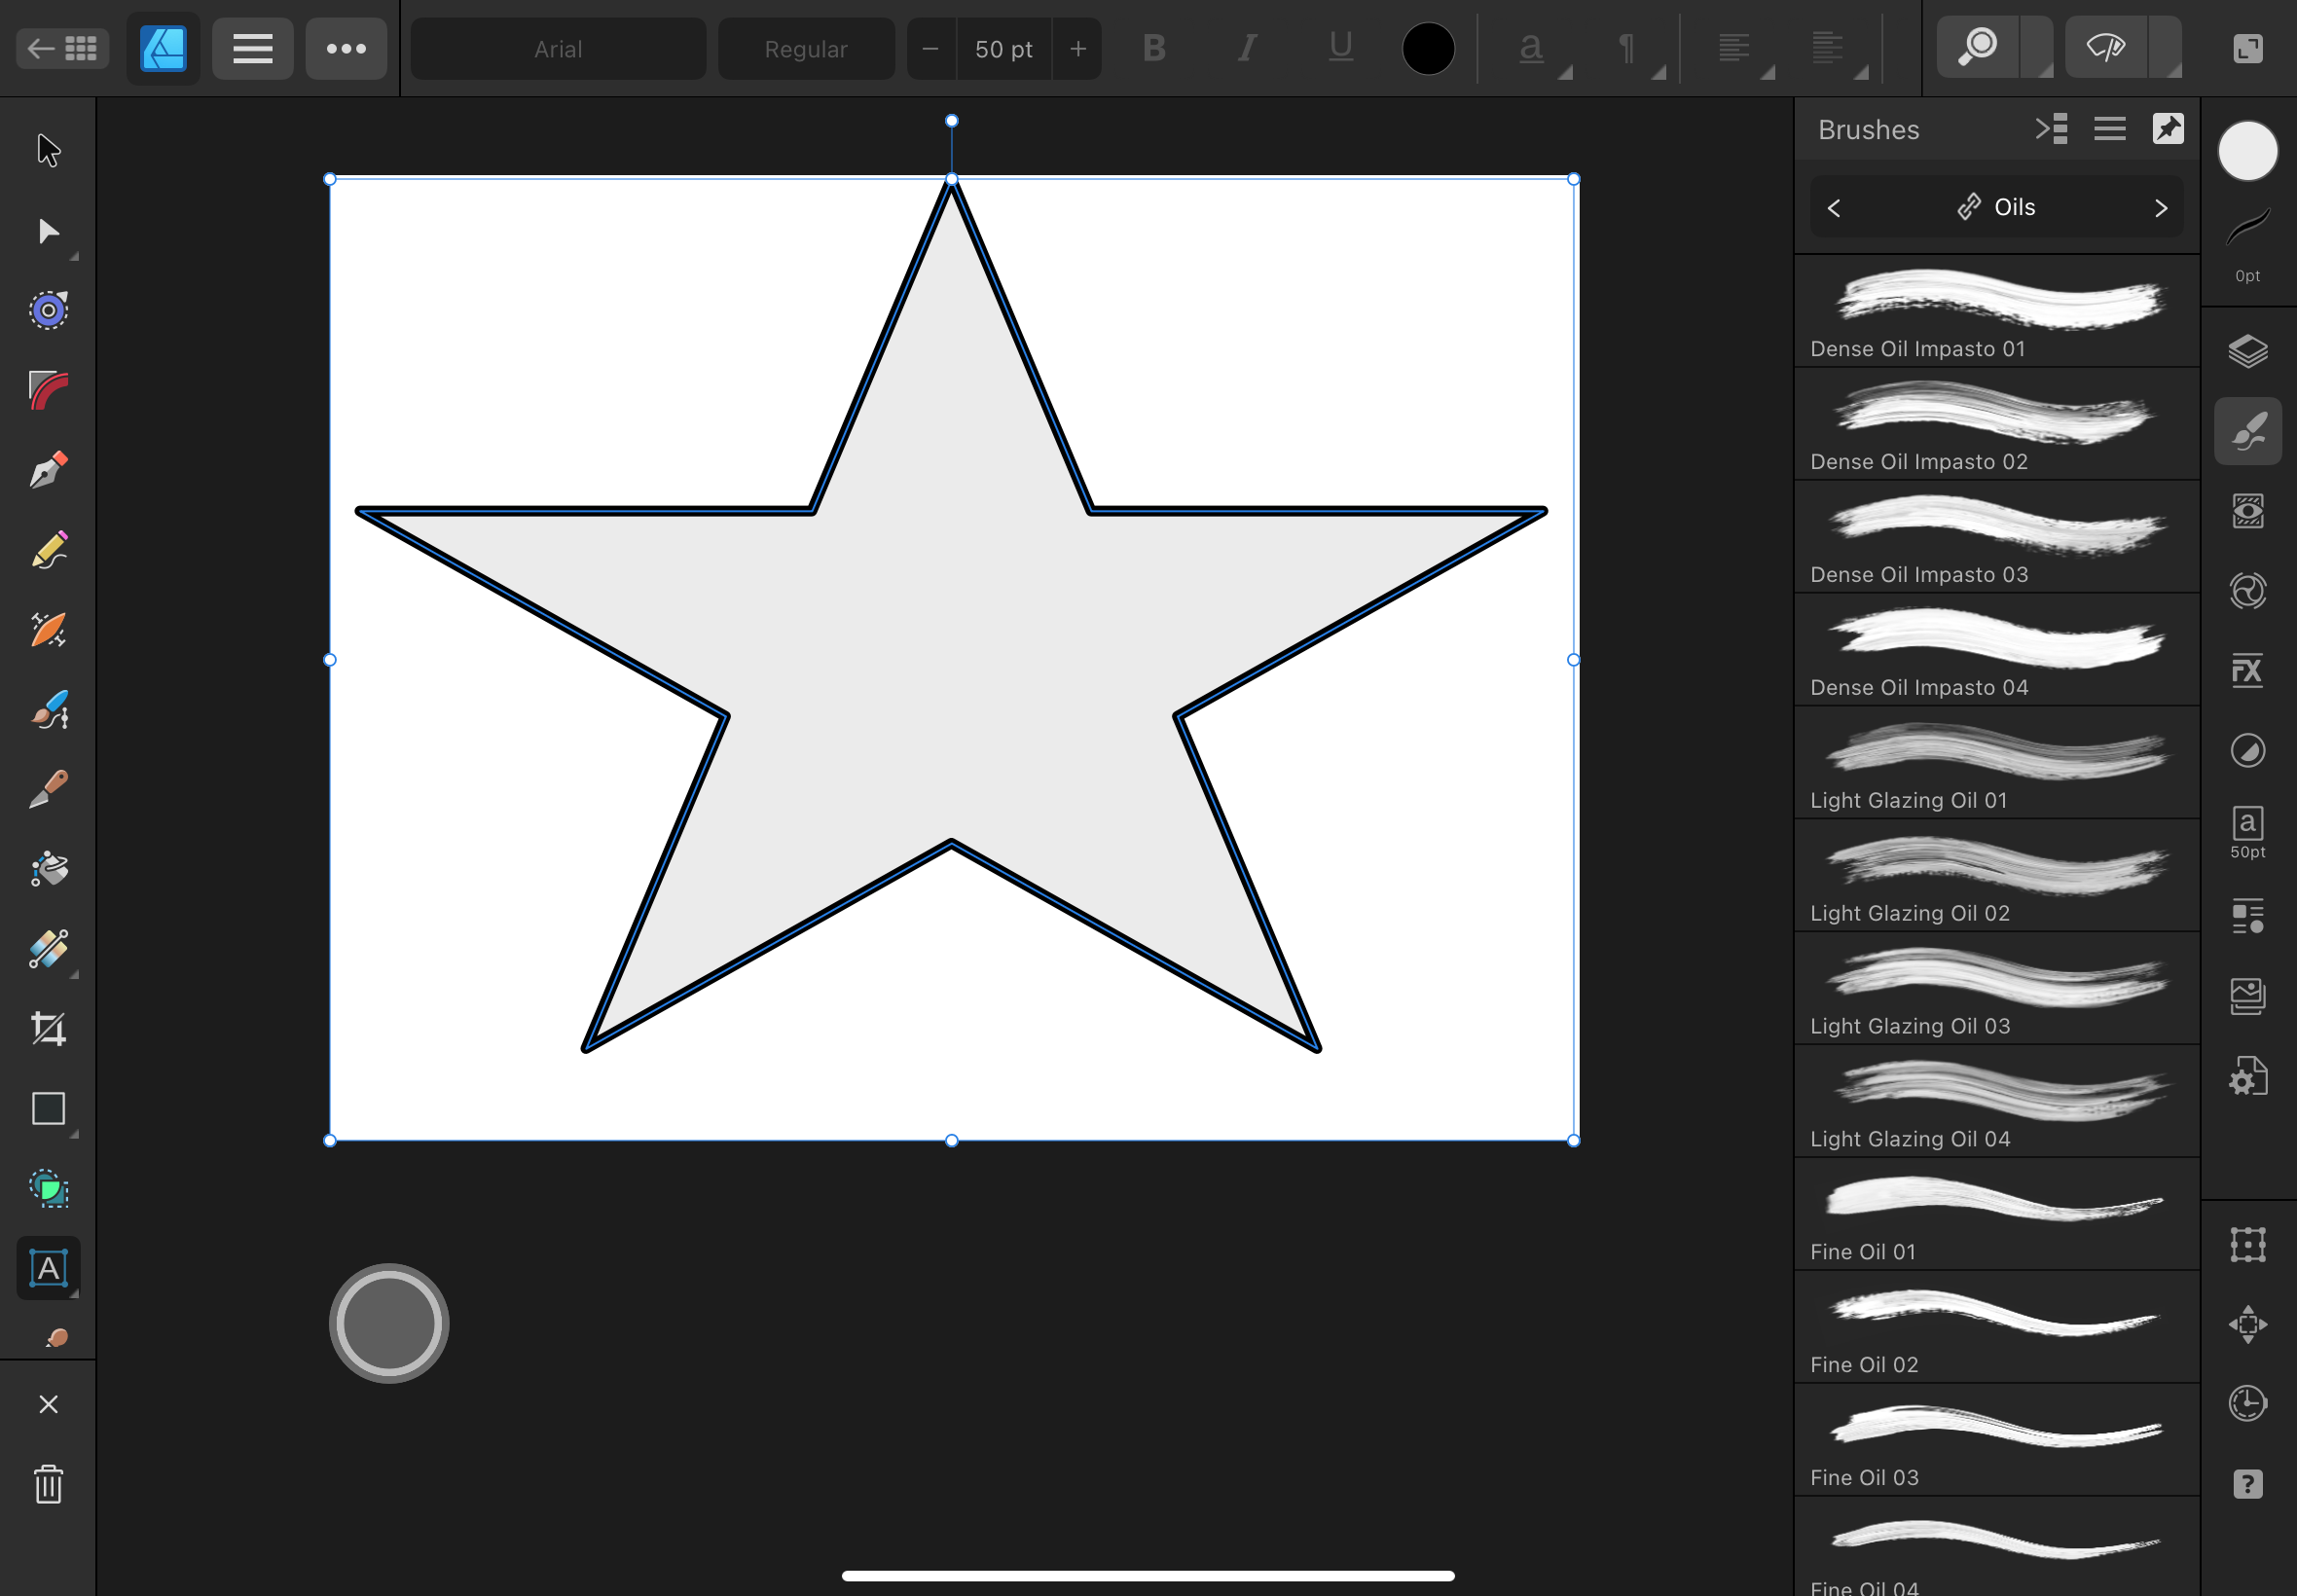 Arial
Regular
50 pt
B
I
U
a
¶
Brushes
Oils
0pt
Dense Oil Impasto 01
Dense Oil Impasto 02
Dense Oil Impasto 03
Dense Oil Impasto 04
FX
Light Glazing Oil 01
a
50pt
Light Glazing Oil 02
Light Glazing Oil 03
Light Glazing Oil 04
Fine Oil 01
A
Fine Oil 02
Fine Oil 03
?
Fine Oil 04